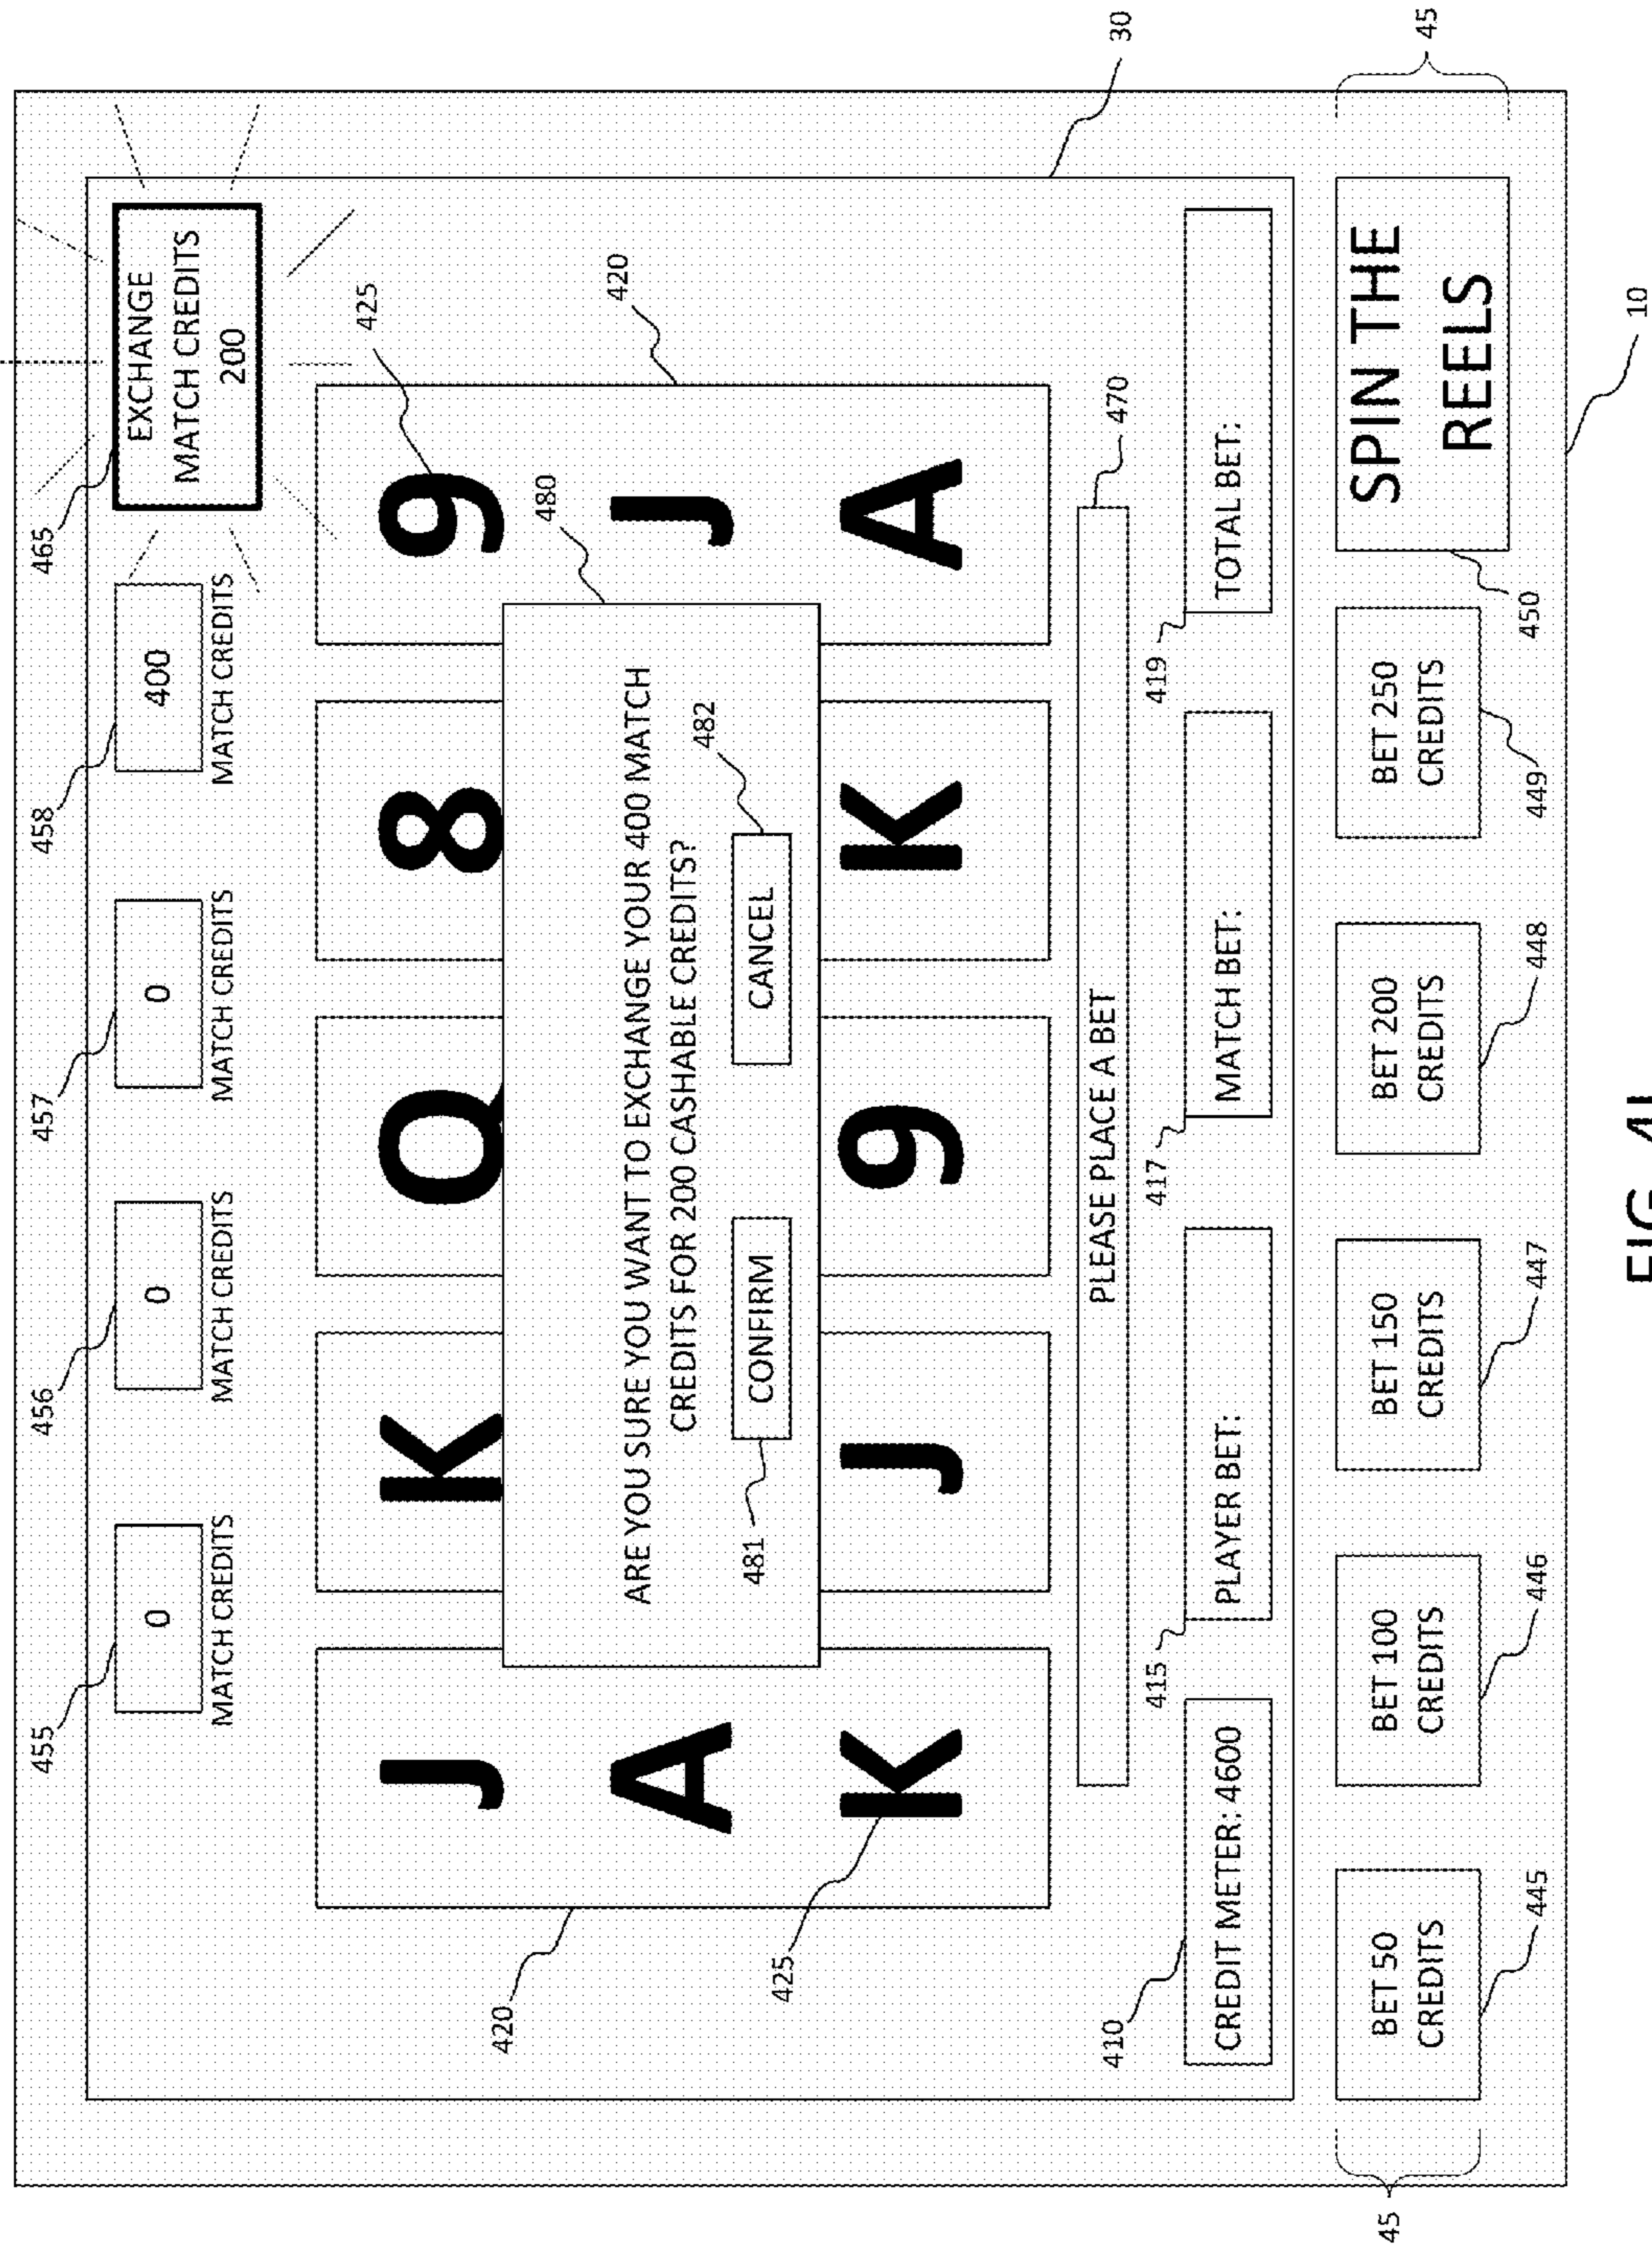 455
456
457
458
465
0
0
0
400
EXCHANGE
MATCH CREDITS
200
MATCH CREDITS
MATCH CREDITS
MATCH CREDITS
MATCH CREDITS
425
J
K
Q
8
9
420
480
A
J
ARE YOU SURE YOU WANT TO EXCHANGE YOUR 400 MATCH
CREDITS FOR 200 CASHABLE CREDITS?
482
481
CONFIRM
CANCEL
420
425
K
J
9
K
A
470
30
PLEASE PLACE A BET
410
415
417
419
CREDIT METER: 4600
PLAYER BET:
MATCH BET:
TOTAL BET:
45
45
BET 50
CREDITS
BET 100
CREDITS
BET 150
CREDITS
BET 200
CREDITS
BET 250
CREDITS
SPIN THE
REELS
445
446
447
448
449
450
10